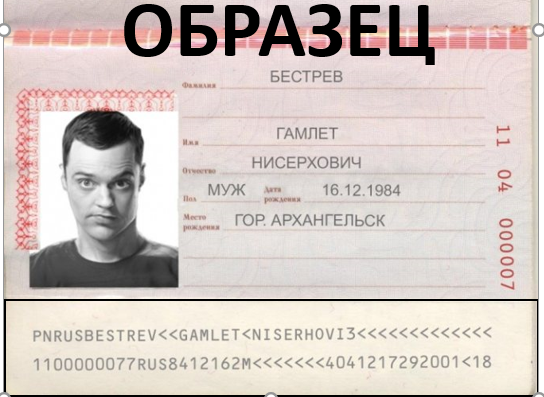 ОБРАЗЕЦ
Фамилия БЕСТРЕВ
Имя ГАМЛЕТ
Отчество НИСЕРХОВИЧ
Пол МУЖ Дата рождения 16.12.1984
Место рождения ГОР. АРХАНГЕЛЬСК
11 04 000007
PNRUSBESTREV<<GAMLET<NISERHOVI3<<<<<<<<<<<<<
1100000077RUS8412162M<<<<<<<4041217292001<18